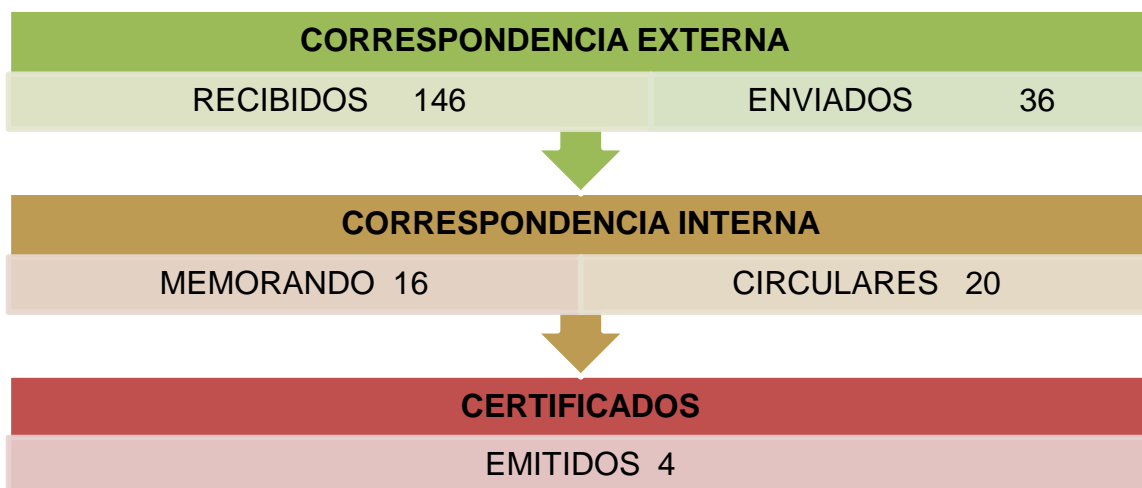 CORRESPONDENCIA EXTERNA
RECIBIDOS 146 ENVIADOS 36
CORRESPONDENCIA INTERNA
MEMORANDO 16 CIRCULARES 20
CERTIFICADOS
EMITIDOS 4